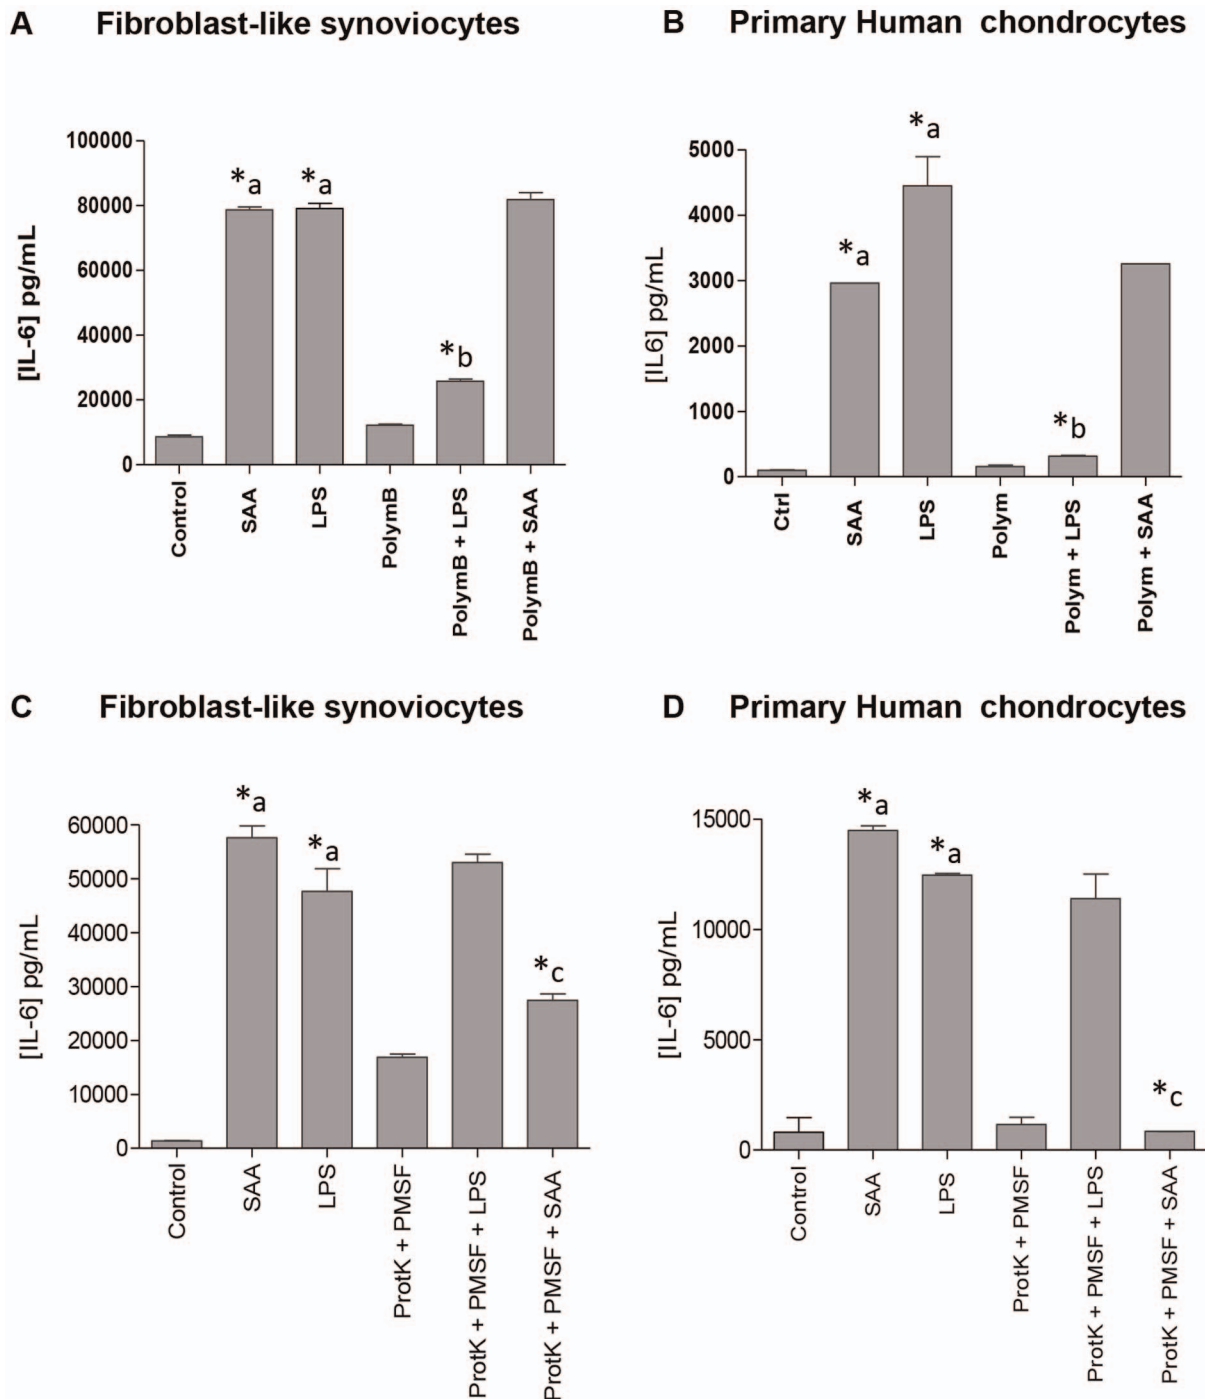 A Fibroblast-like synoviocytes
[IL-6] pg/mL
100000
80000
60000
40000
20000
0
*a
*a
*b
Control
SAA
LPS
PolymB
PolymB + LPS
PolymB + SAA
B Primary Human chondrocytes
[IL6] pg/mL
5000
4000
3000
2000
1000
0
*a
*a
*b
Ctrl
SAA
LPS
Polym
Polym + LPS
Polym + SAA
C Fibroblast-like synoviocytes
[IL-6] pg/mL
60000
50000
40000
30000
20000
10000
0
*a
*a
*c
Control
SAA
LPS
ProtK + PMSF
ProtK + PMSF + LPS
ProtK + PMSF + SAA
D Primary Human chondrocytes
[IL-6] pg/mL
15000
10000
5000
0
*a
*a
*c
Control
SAA
LPS
ProtK + PMSF
ProtK + PMSF + LPS
ProtK + PMSF + SAA